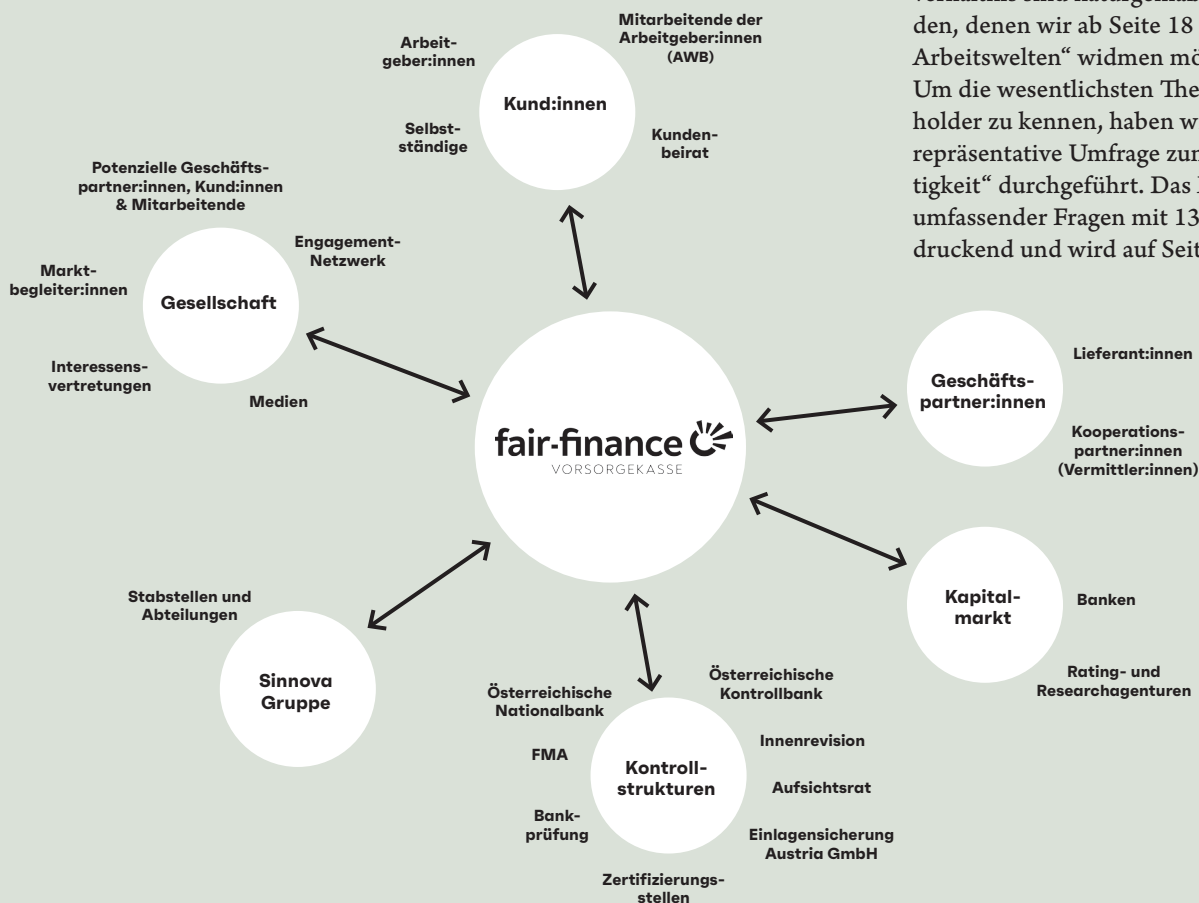 Mitarbeitende der
Arbeitgeber:innen
(AWB)
Arbeit-
geber:innen
Kund:innen
Selbst-
ständige
Kunden-
beirat
den, denen wir ab Seite 18
Arbeitswelten“ widmen
Um die wesentlichsten
holder zu kennen, haben
repräsentative Umfrage
tigkeit“ durchgeführt. Das
umfassender Fragen mit 13
druckend und wird auf
Potenzielle Geschäfts-
partner:innen, Kund:innen
& Mitarbeitende
Engagement-
Netzwerk
Markt-
begleiter:innen
Gesellschaft
Interessens-
vertretungen
Medien
fair-finance
VORSORGEKASSE
Geschäfts-
partner:innen
Lieferant:innen
Kooperations-
partner:innen
(Vermittler:innen)
Kapital-
markt
Banken
Rating- und
Researchagenturen
Stabstellen und
Abteilungen
Sinnova
Gruppe
Österreichische
Nationalbank
Österreichische
Kontrollbank
FMA
Innenrevision
Kontroll-
strukturen
Aufsichtsrat
Bank-
prüfung
Einlagensicherung
Austria GmbH
Zertifizierungs-
stellen